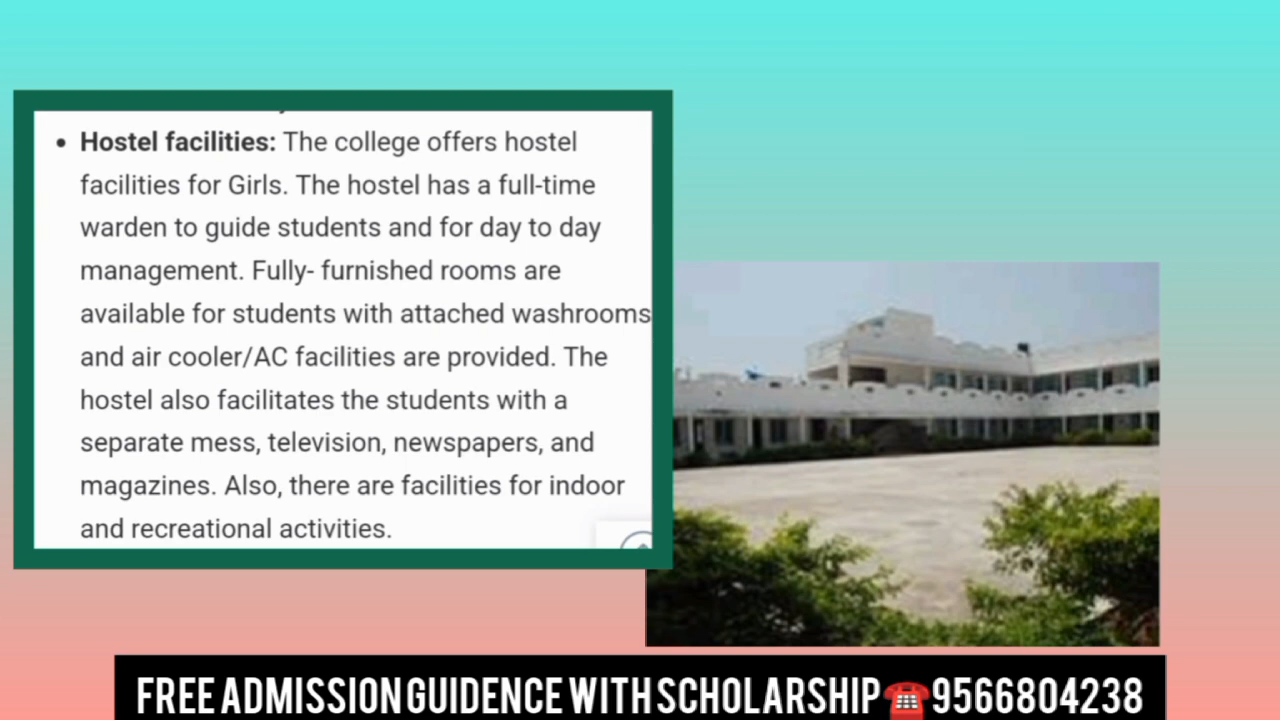 • Hostel facilities: The college offers hostel
facilities for Girls. The hostel has a full-time
warden to guide students and for day to day
management. Fully- furnished rooms are
available for students with attached washrooms
and air cooler/AC facilities are provided. The
hostel also facilitates the students with a
separate mess, television, newspapers, and
magazines. Also, there are facilities for indoor
and recreational activities.
FREE ADMISSION GUIDENCE WITH SCHOLARSHIP☎️9566804238